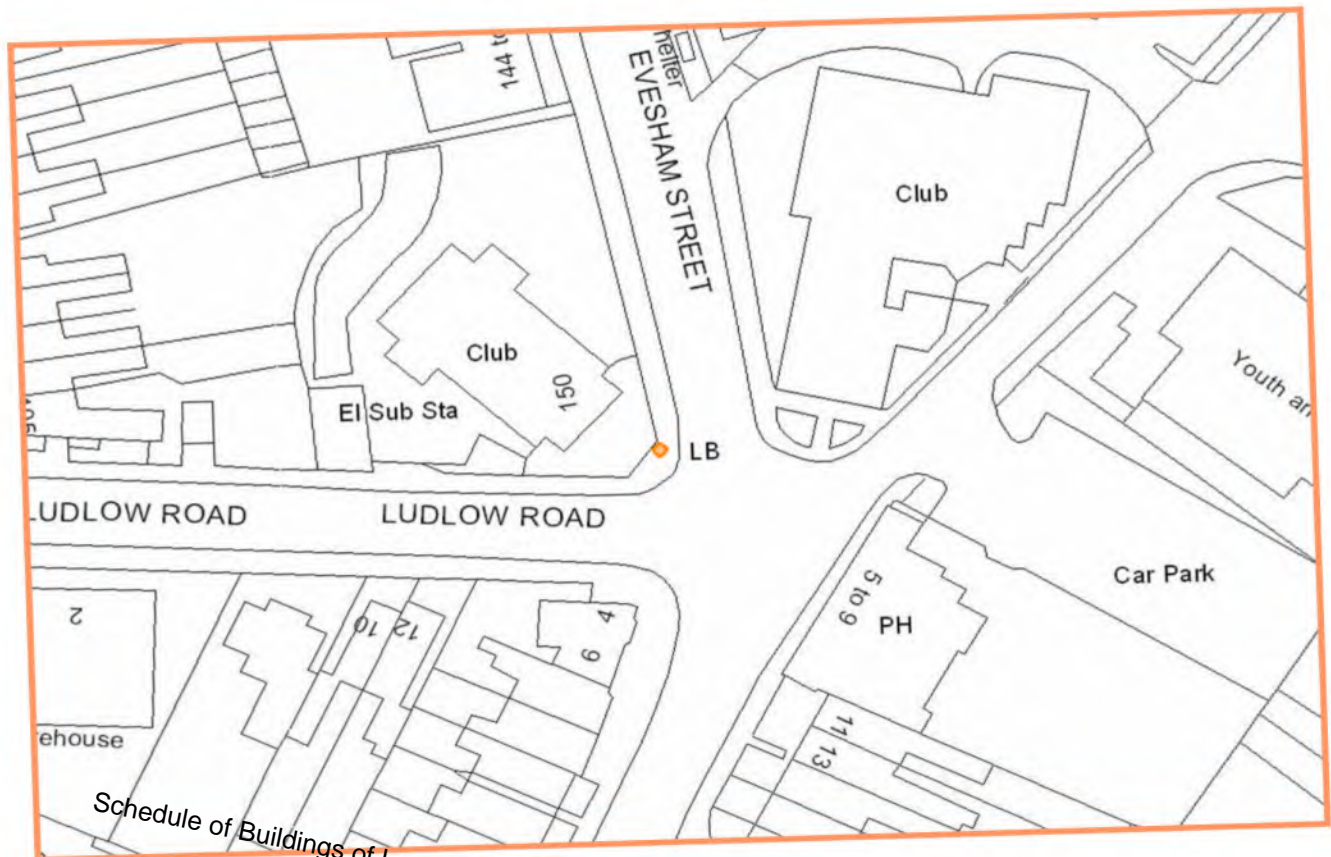 144 to
helter
EVESHAM STREET
Club
Club
150
El Sub Sta
Youth an
LB
LUDLOW ROAD
LUDLOW ROAD
Car Park
5 to 9
PH
2
10
12
4
6
11
13
ehouse
Schedule of Buildings of